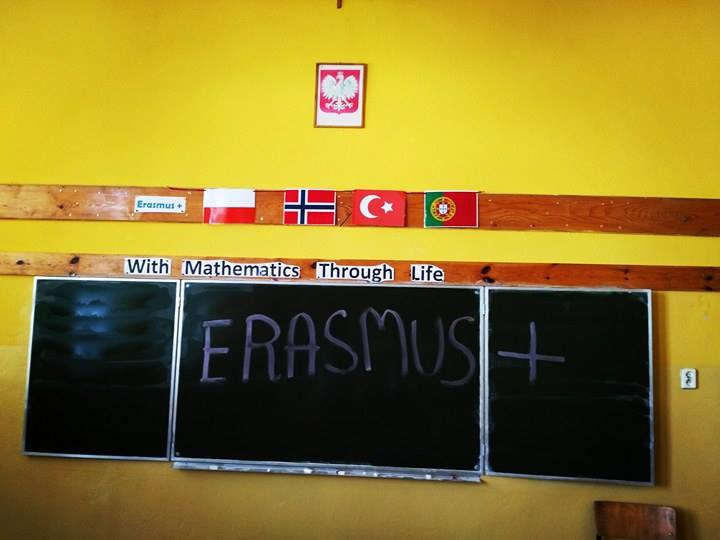 Erasmus +
With Mathematics Through Life
ERASMUS +